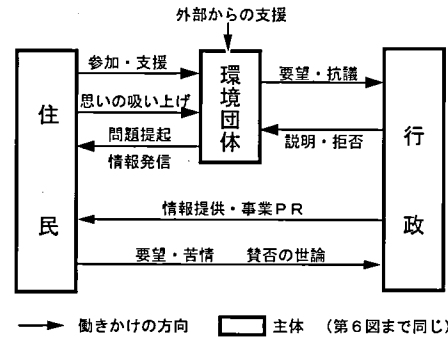 外部からの支援
参加・支援
思いの吸い上げ
問題提起
情報発信
環境団体
要望・抗議
説明・拒否
住民
行政
情報提供・事業PR
要望・苦情 賛否の世論
働きかけの方向 主体 (第6図まで同じ)